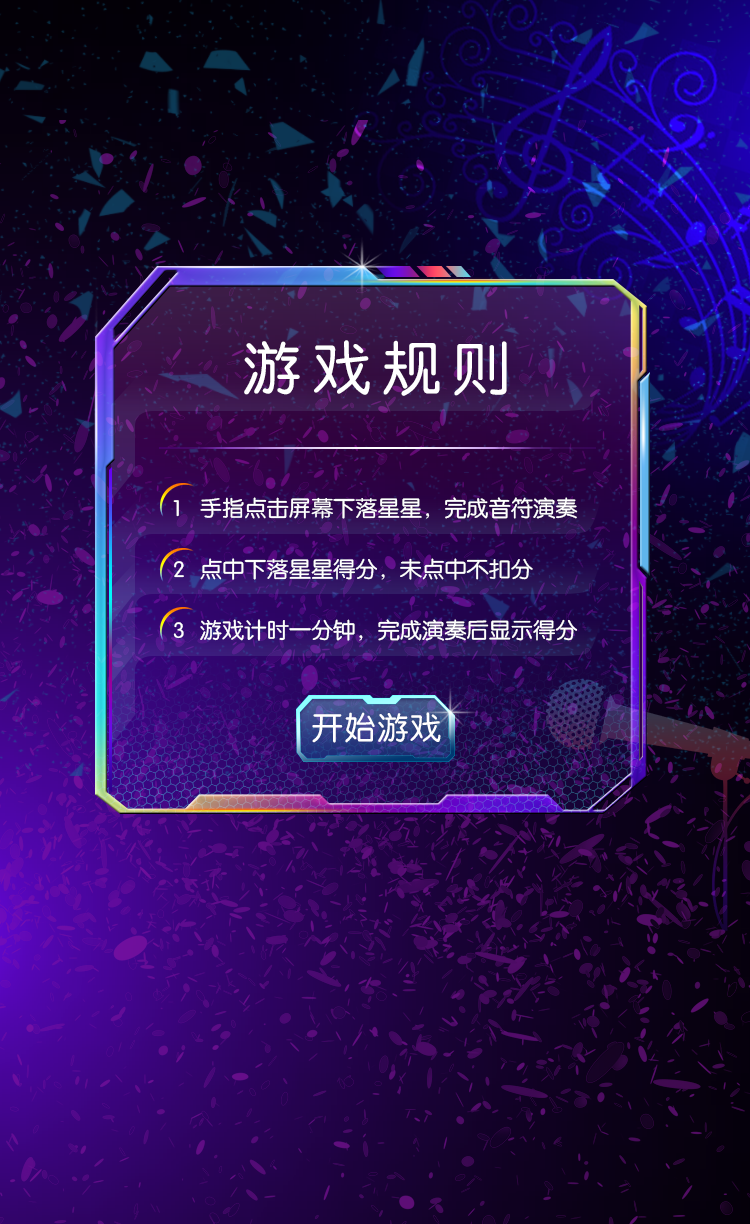 游戏规则
1 手指点击屏幕下落星星，完成音符演奏
2 点中下落星星得分，未点中不扣分
3 游戏计时一分钟，完成演奏后显示得分
开始游戏